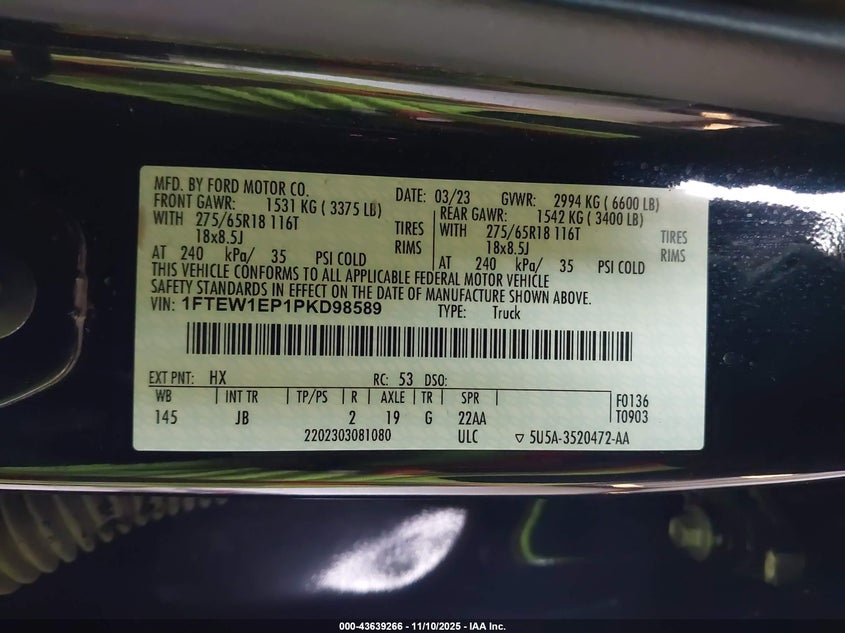 MFD. BY FORD MOTOR CO. DATE: 03/23 GVWR: 2994 KG ( 6600 LB)
FRONT GAWR: 1531 KG ( 3375 LB) REAR GAWR: 1542 KG ( 3400 LB)
WITH 275/65R18 116T TIRES WITH 275/65R18 116T TIRES
18x8.5J RIMS 18x8.5J RIMS
AT 240 kPa/ 35 PSI COLD AT 240 kPa/ 35 PSI COLD
THIS VEHICLE CONFORMS TO ALL APPLICABLE FEDERAL MOTOR VEHICLE
SAFETY STANDARDS IN EFFECT ON THE DATE OF MANUFACTURE SHOWN ABOVE.
VIN: 1FTEW1EP1PKD98589 TYPE: Truck
EXT PNT: HX RC: 53 DSO:
WB INT TR TP/PS R AXLE TR SPR F0136
145 JB 2 19 G 22AA T0903
2202303081080 ULC ▽ 5U5A-3520472-AA
000-43639266 - 11/10/2025 - IAA Inc.